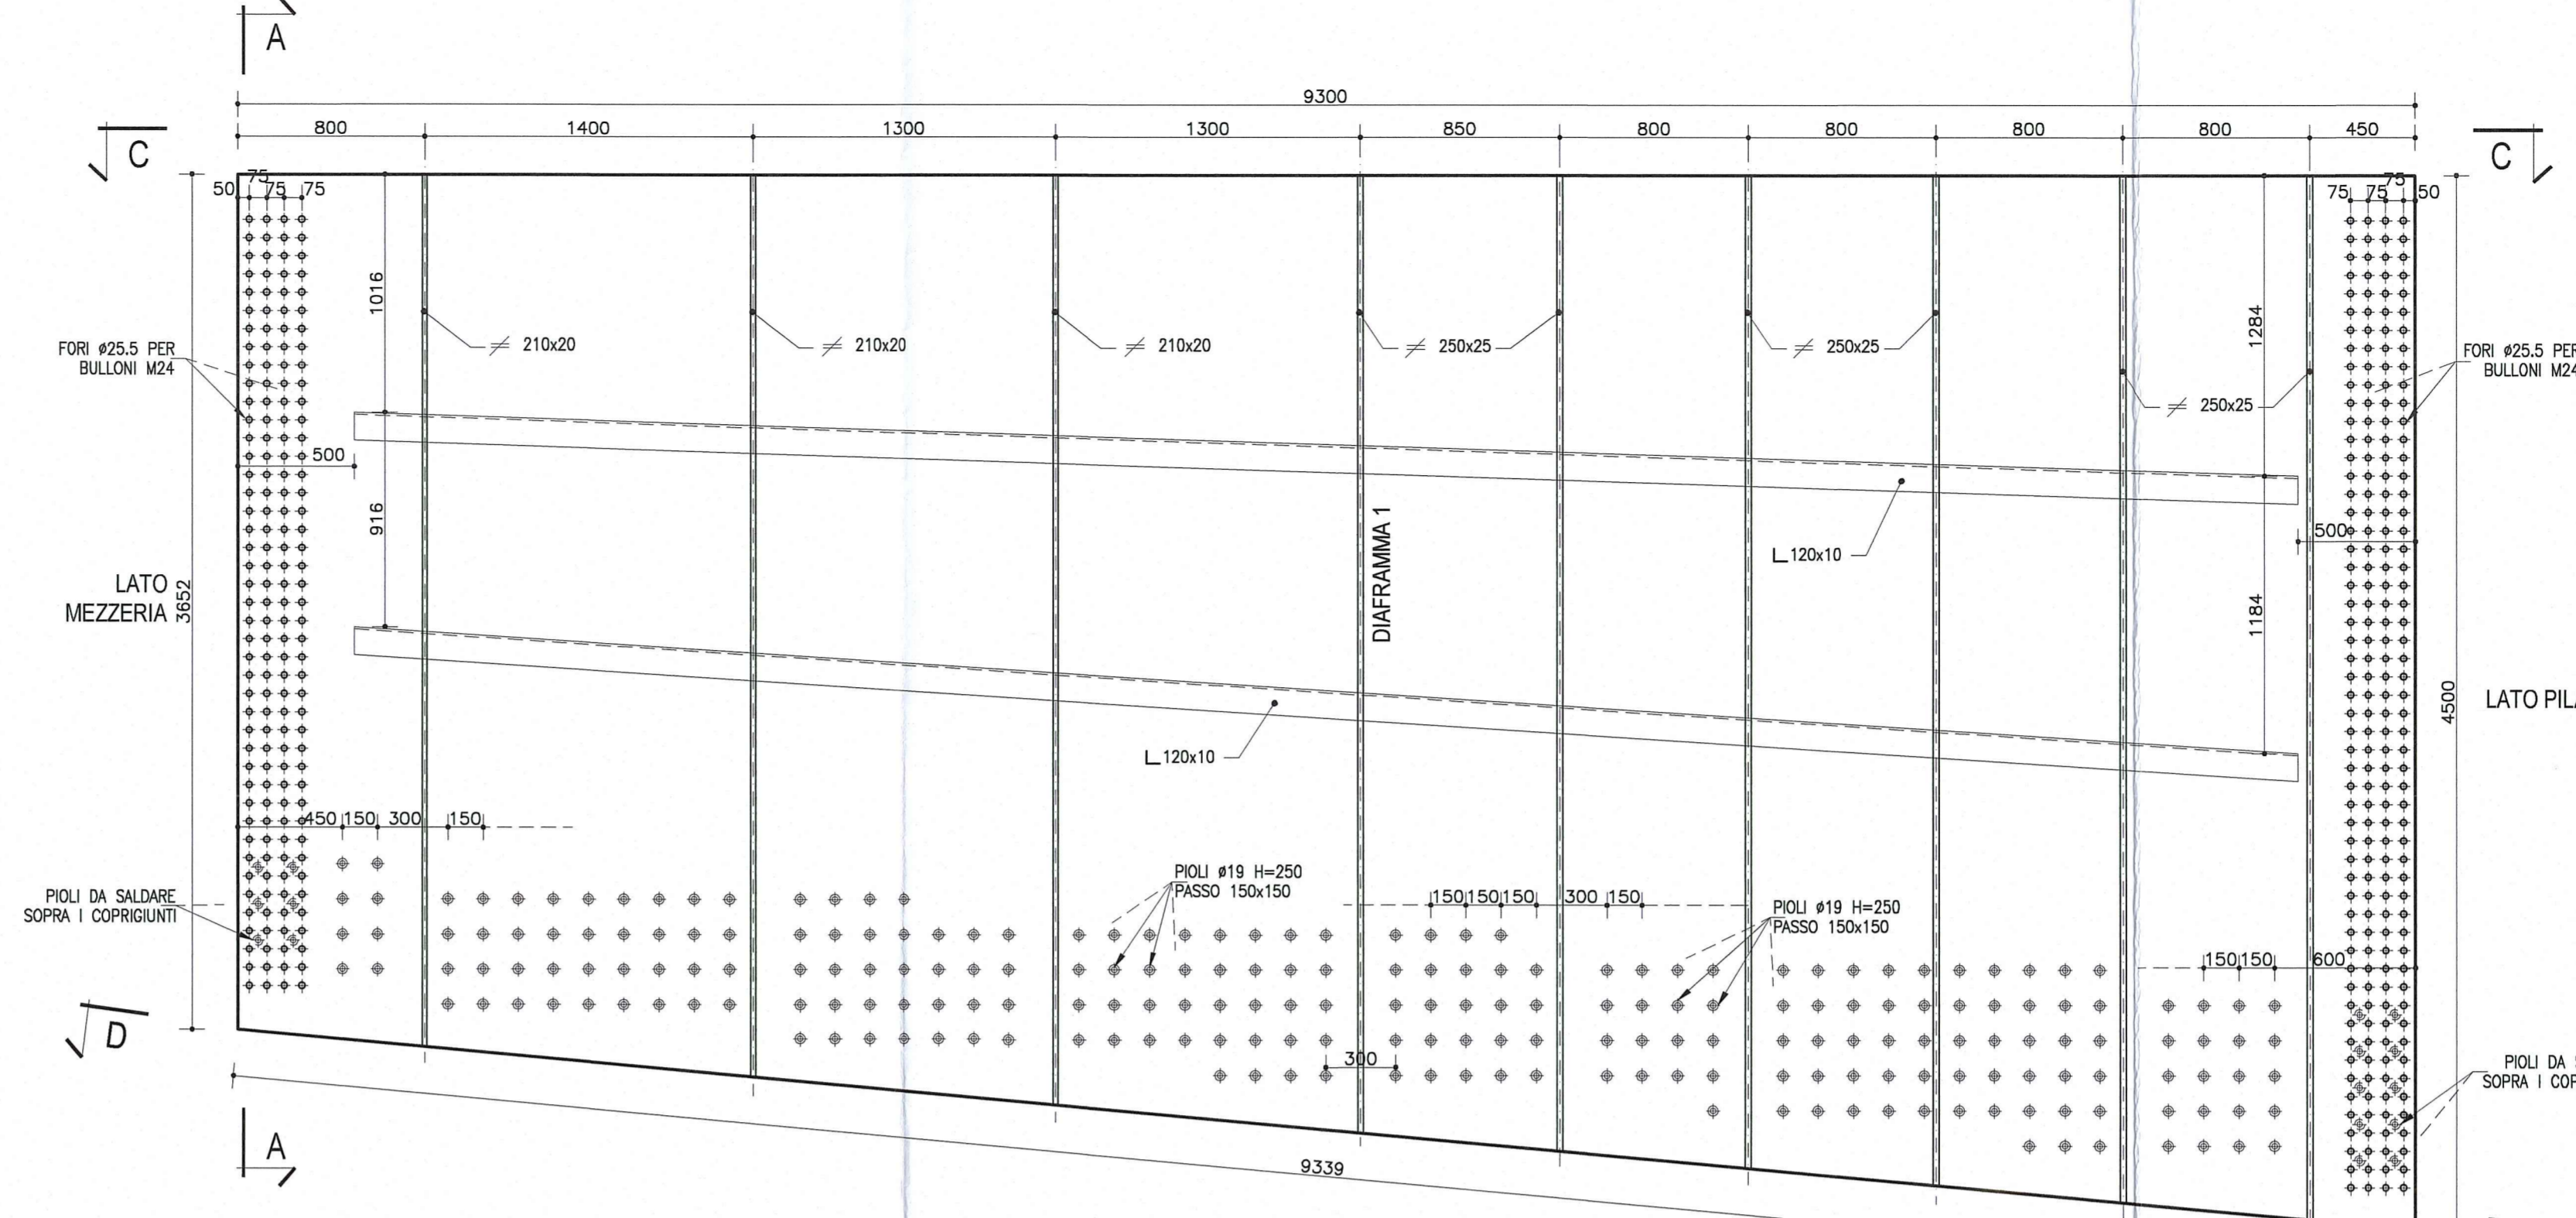 A
9300
800 1400 1300 1300 850 800 800 800 800 450
C
C
50 75 75 75
75 75 75 50
1016
1284
210x20
210x20
210x20
250x25
250x25
250x25
FORI ø25.5 PER
BULLONI M24
FORI ø25.5 PER
BULLONI M24
500
916
500
L120x10
DIAFRAMMA 1
1184
LATO
MEZZERIA
3652
4500
LATO
L120x10
450 150 300 150
PIOLI ø19 H=250
PASSO 150x150
150 150 150 300 150
PIOLI ø19 H=250
PASSO 150x150
PIOLI DA SALDARE
SOPRA I COPRIGIUNTI
150 150 600
D
300
PIOLI DA
SOPRA I
A
9339